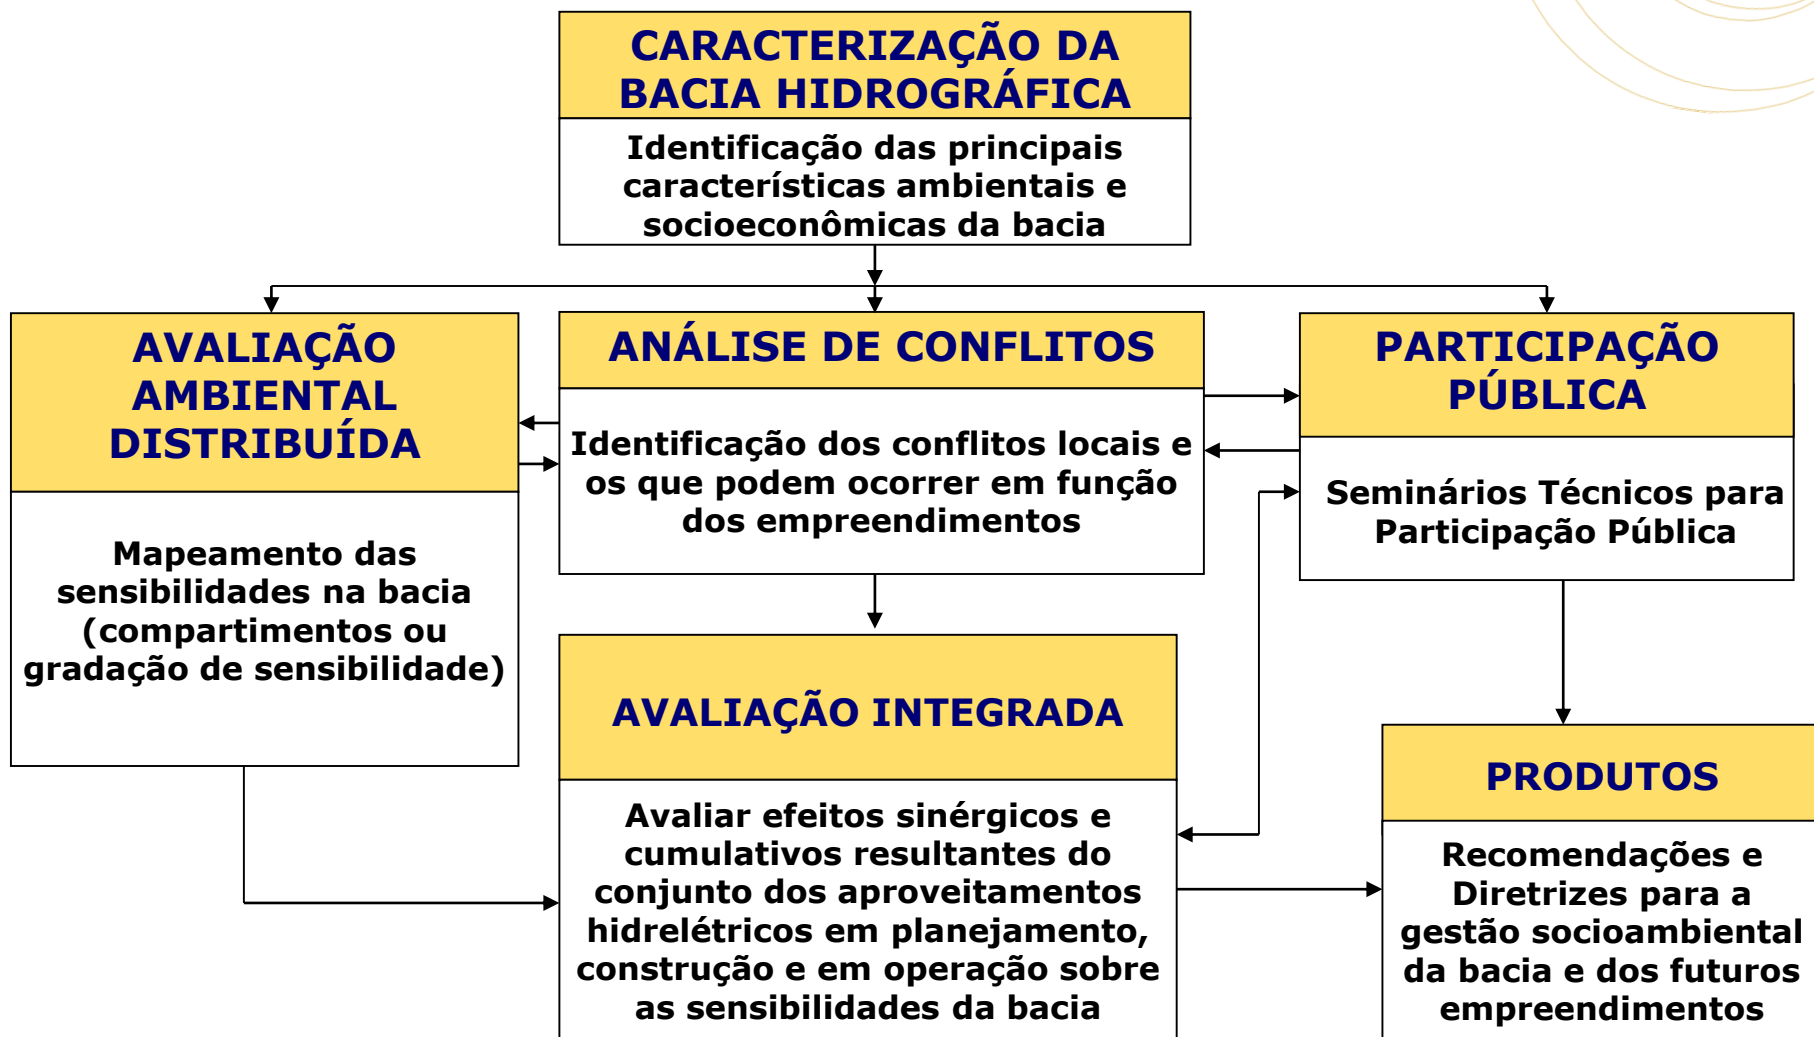 CARACTERIZAÇÃO DA
BACIA HIDROGRÁFICA
Identificação das principais
características ambientais e
socioeconômicas da bacia
AVALIAÇÃO
AMBIENTAL
DISTRIBUÍDA
Mapeamento das
sensibilidades na bacia
(compartimentos ou
gradação de sensibilidade)
ANÁLISE DE CONFLITOS
Identificação dos conflitos locais e
os que podem ocorrer em função
dos empreendimentos
PARTICIPAÇÃO
PÚBLICA
Seminários Técnicos para
Participação Pública
AVALIAÇÃO INTEGRADA
Avaliar efeitos sinérgicos e
cumulativos resultantes do
conjunto dos aproveitamentos
hidrelétricos em planejamento,
construção e em operação sobre
as sensibilidades da bacia
PRODUTOS
Recomendações e
Diretrizes para a
gestão socioambiental
da bacia e dos futuros
empreendimentos